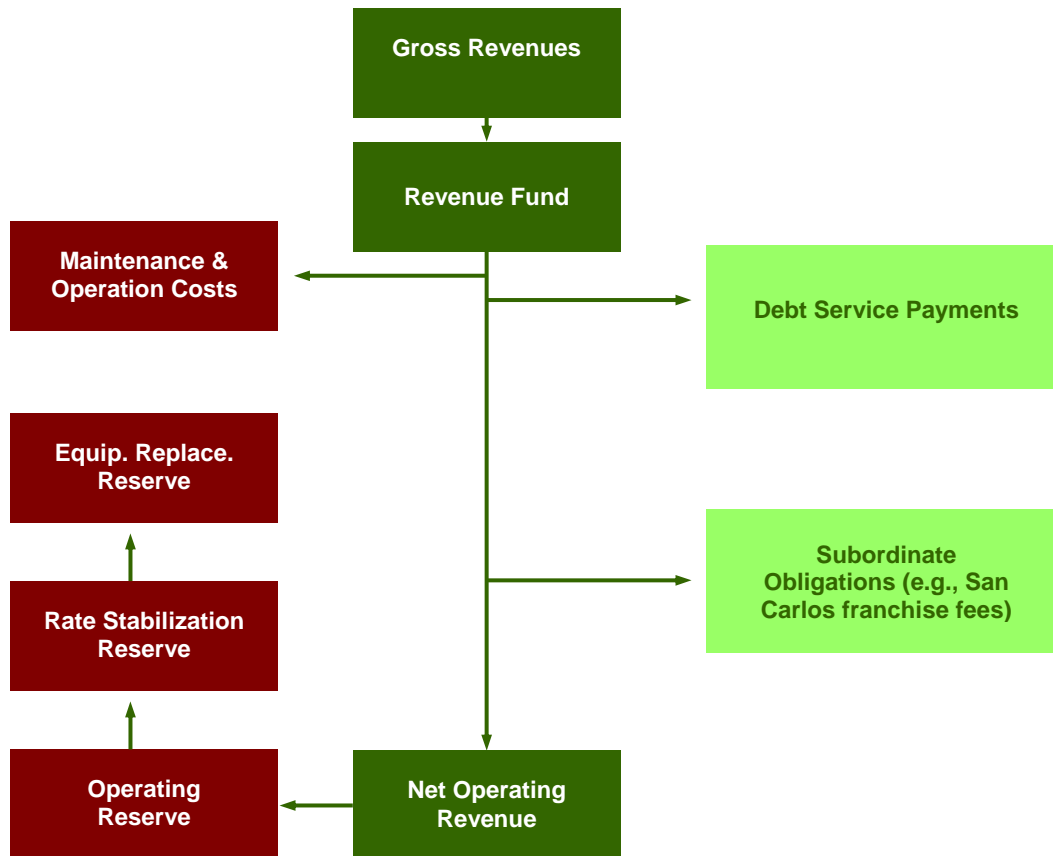 Gross Revenues
Revenue Fund
Maintenance &
Operation Costs
Debt Service Payments
Equip. Replace.
Reserve
Subordinate
Obligations (e.g., San
Carlos franchise fees)
Rate Stabilization
Reserve
Operating
Reserve
Net Operating
Revenue